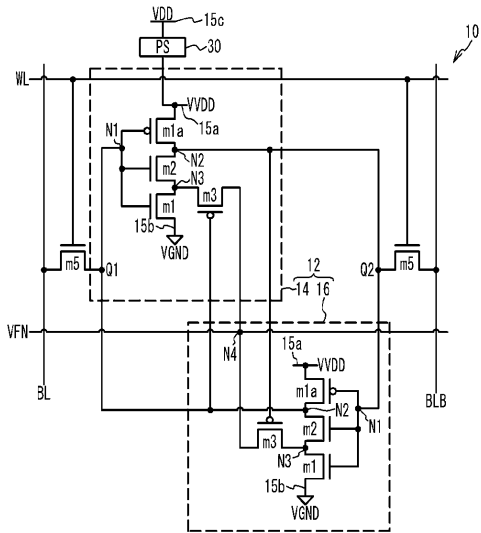 VDD
15c
PS
30
10
WL
VVDD
15a
N1
m1a
N2
m2
N3
m1
m3
15b
VGND
m5
Q1
Q2
m5
12
14 16
VFN
N4
15a
VVDD
BL
m1a
BLB
N2
N1
m2
m3
N3
m1
15b
VGND